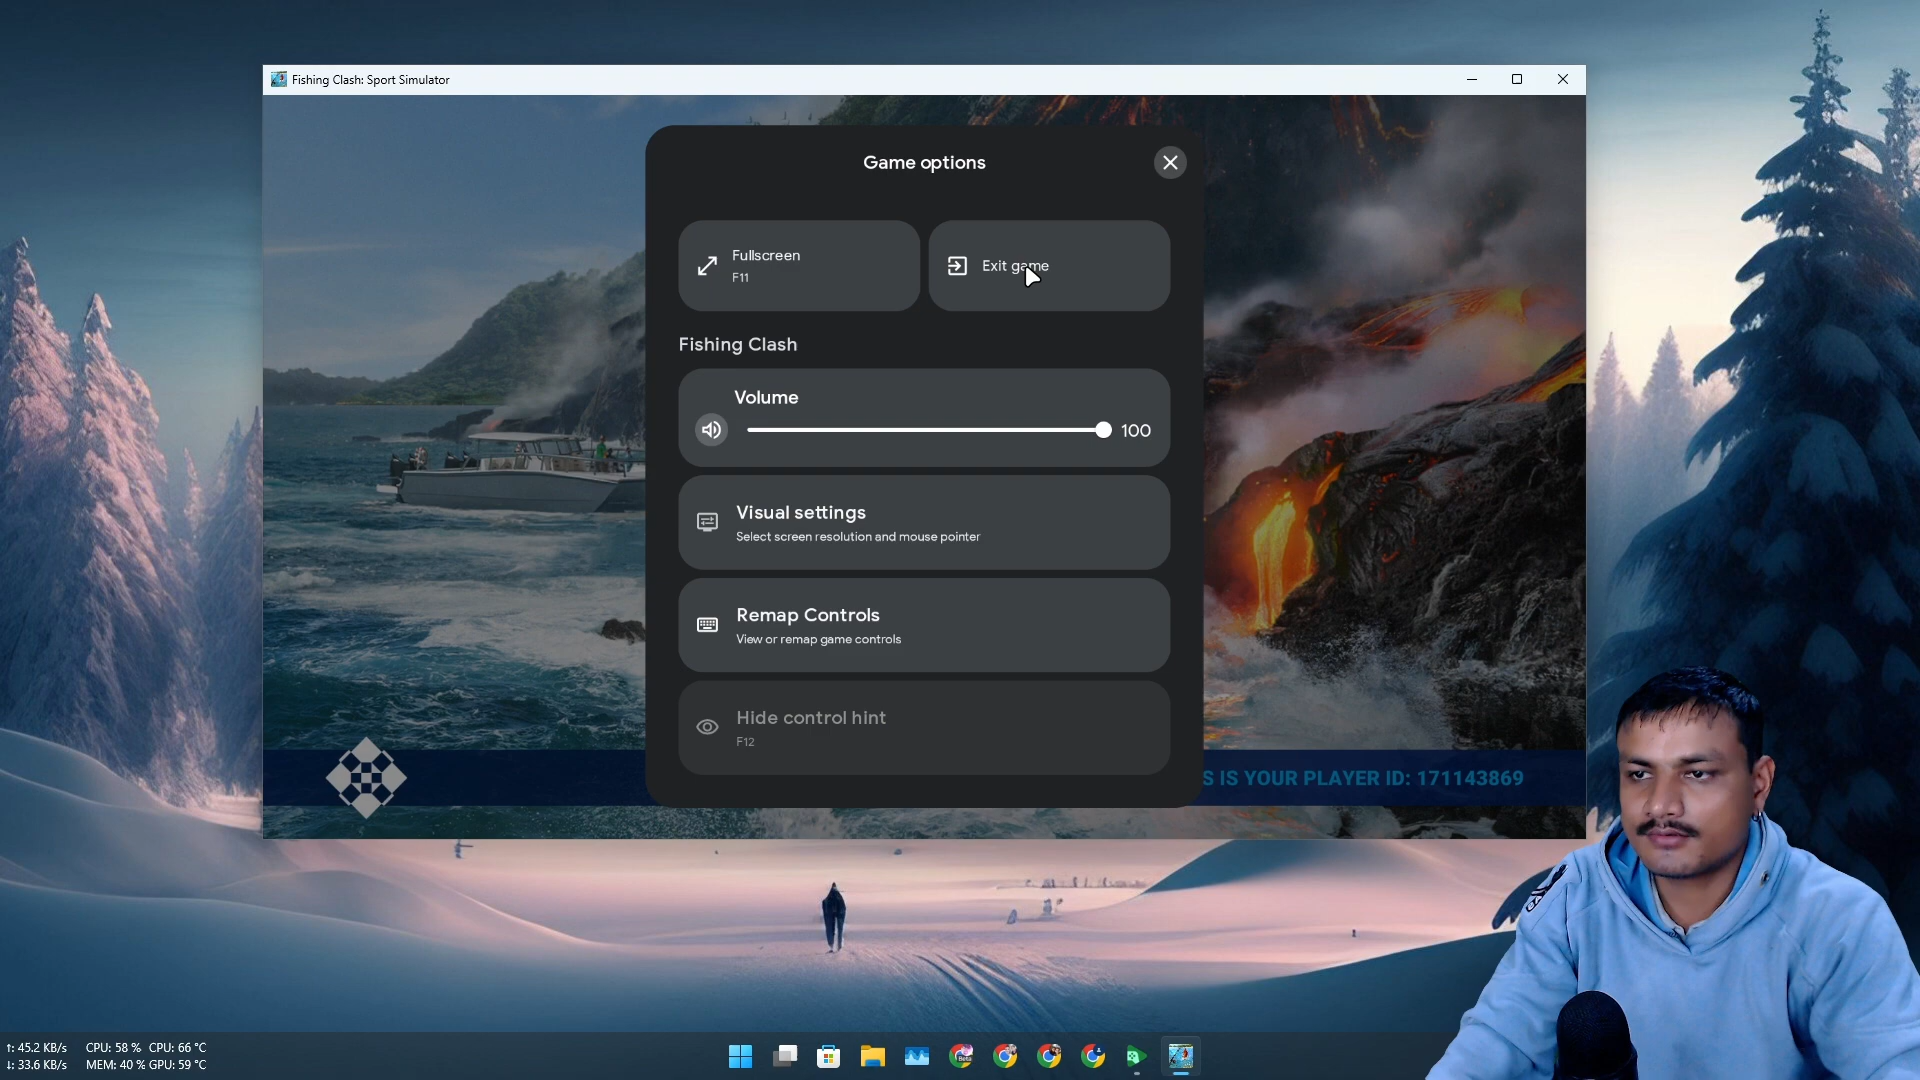 Fishing Clash: Sport Simulator
Game options
Fullscreen
F11
Exit game
Fishing Clash
Volume
100
Visual settings
Select screen resolution and mouse pointer
Remap Controls
View or remap game controls
Hide control hint
F12
S IS YOUR PLAYER ID: 171143869
↑: 45.2 KB/s CPU: 58 % CPU: 66 °C
↓: 33.6 KB/s MEM: 40 % GPU: 59 °C
Beta